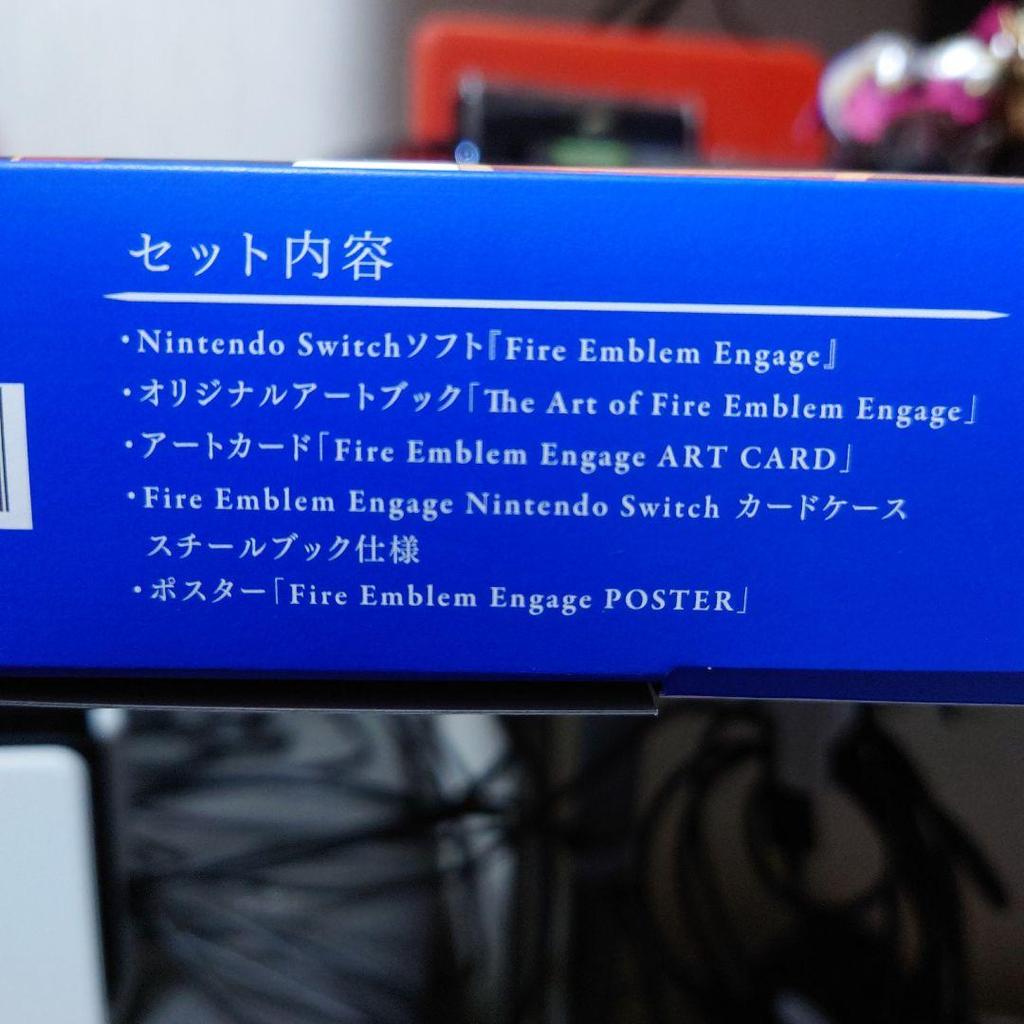 セット内容
・Nintendo Switchソフト『Fire Emblem Engage』
・オリジナルアートブック「The Art of Fire Emblem Engage」
・アートカード「Fire Emblem Engage ART CARD」
・Fire Emblem Engage Nintendo Switch カードケース
スチールブック仕様
・ポスター「Fire Emblem Engage POSTER」